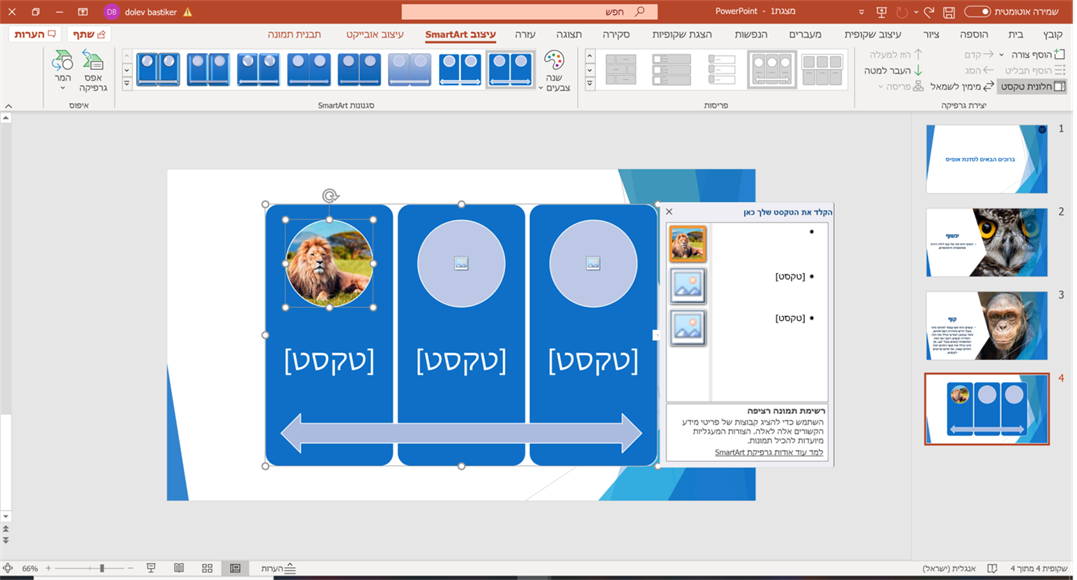 שמירה אוטומטית
מצגת1 - PowerPoint
חפש
dolev bastiker
DB
קובץ
בית
הוספה
ציור
עיצוב שקופית
מעברים
הנפשות
הצגת שקופיות
סקירה
תצוגה
עזרה
עיצוב SmartArt
עיצוב אובייקט
תבנית תמונה
שתף
הערות
הוסף צורה
הוסף תבליט
חלונית טקסט
קדם
הסג
מימין לשמאל
הזז למעלה
העבר למטה
פריסה
יצירת גרפיקה
פריסות
שנה
צבעים
סגנונות SmartArt
אפס
גרפיקה
המר
איפוס
1
ברוכים הבאים לסדנת אופיס
2
ינשוף
3
קוף
4
[טקסט]
[טקסט]
[טקסט]
הקלד את הטקסט שלך כאן
[טקסט]
[טקסט]
רשימת תמונה רציפה
השתמש כדי להציג קבוצות של פריטי מידע
הקשורים אלה לאלה. הצורות המעגליות
מיועדות להכיל תמונות.
למד עוד אודות גרפיקת SmartArt
שקופית 4 מתוך 4
אנגלית (ישראל)
הערות
66%